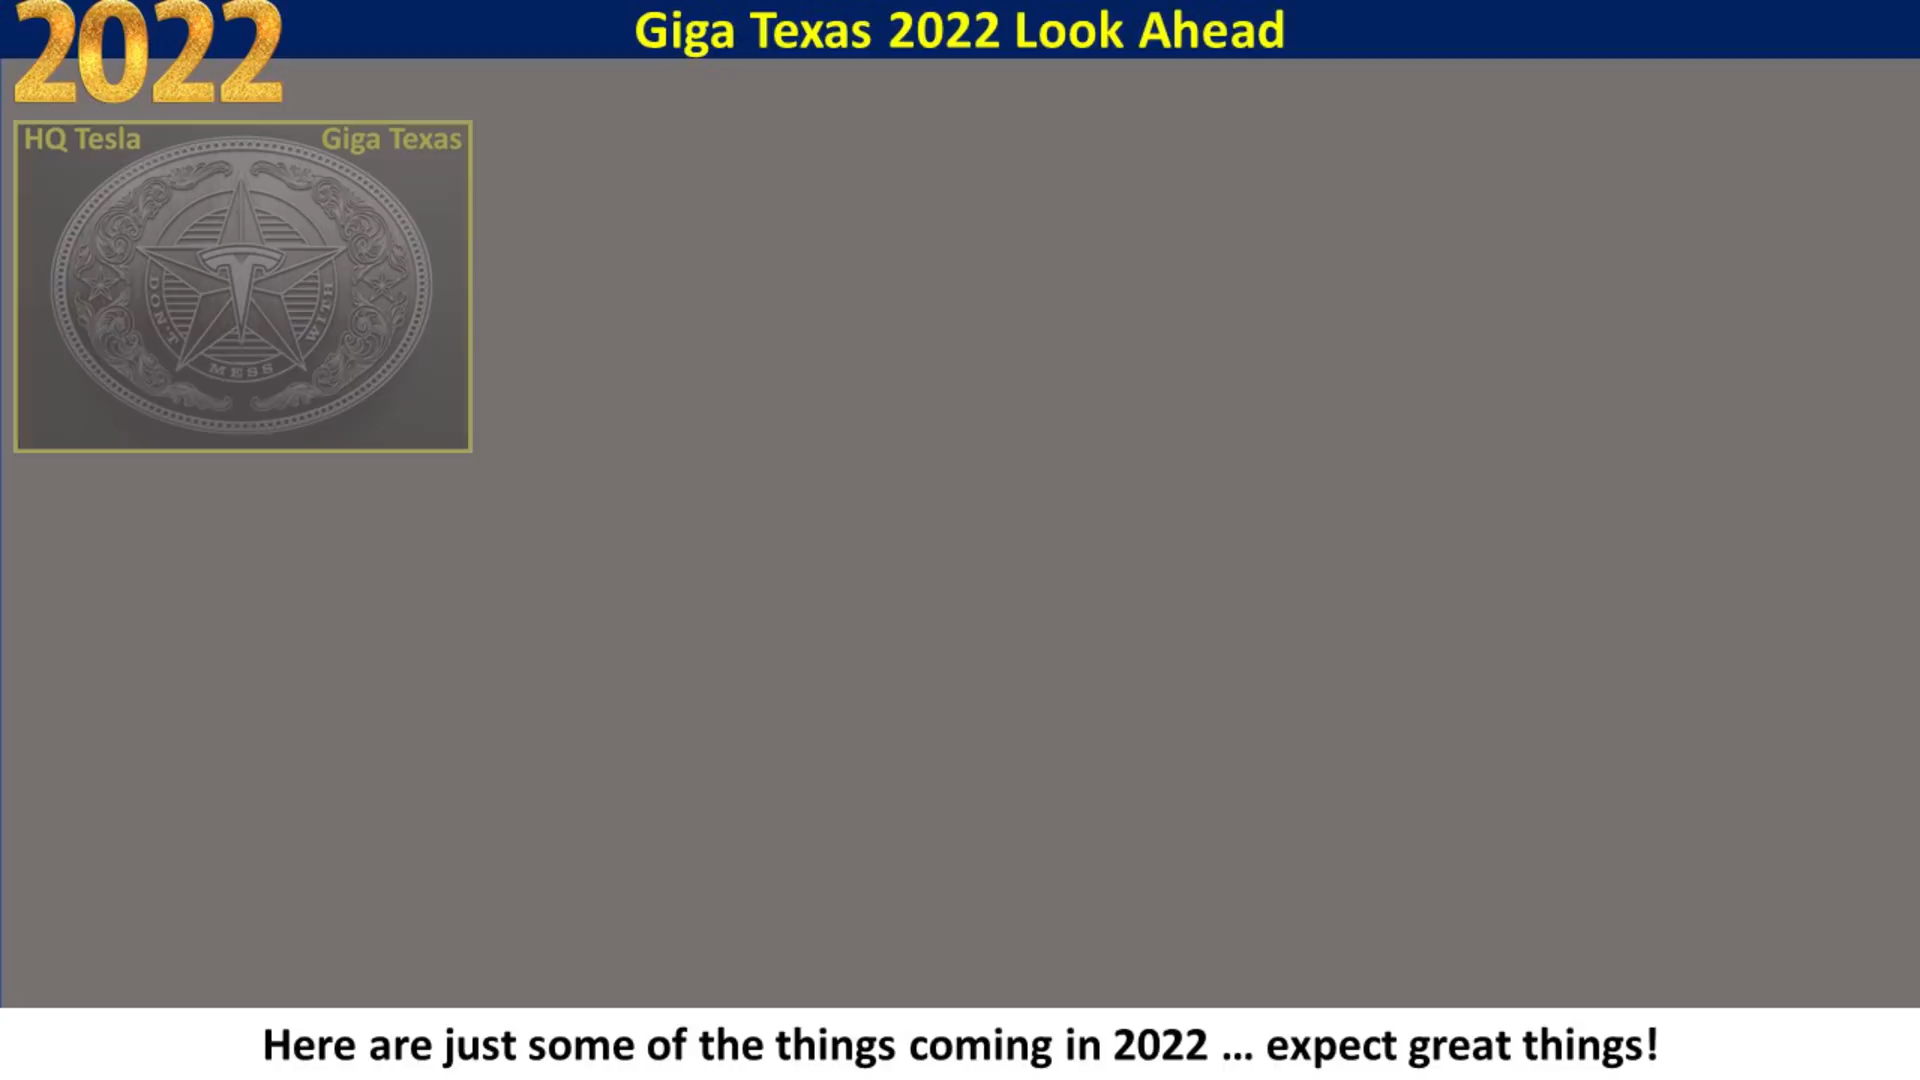 2022
Giga Texas 2022 Look Ahead
HQ Tesla
Giga Texas
DON'T
MESS
WITH
Here are just some of the things coming in 2022 ... expect great things!